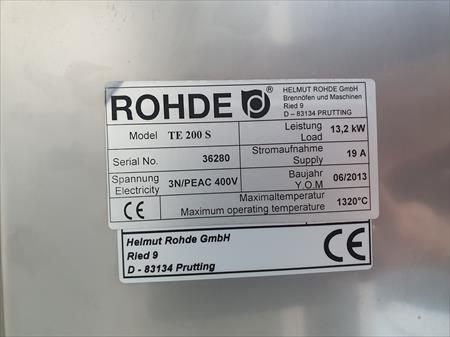 ROHDE ® HELMUT ROHDE GmbH
Brennöfen und Maschinen
Ried 9
D – 83134 PRUTTING
Model TE 200 S Leistung 13,2 kW
Load
Serial No. 36280 Stromaufnahme 19 A
Supply
Spannung 3N/PEAC 400V Baujahr 06/2013
Electricity Y.O.M
CE Maximaltemperatur 1320°C
Maximum operating temperature
Helmut Rohde GmbH CE
Ried 9
D - 83134 Prutting